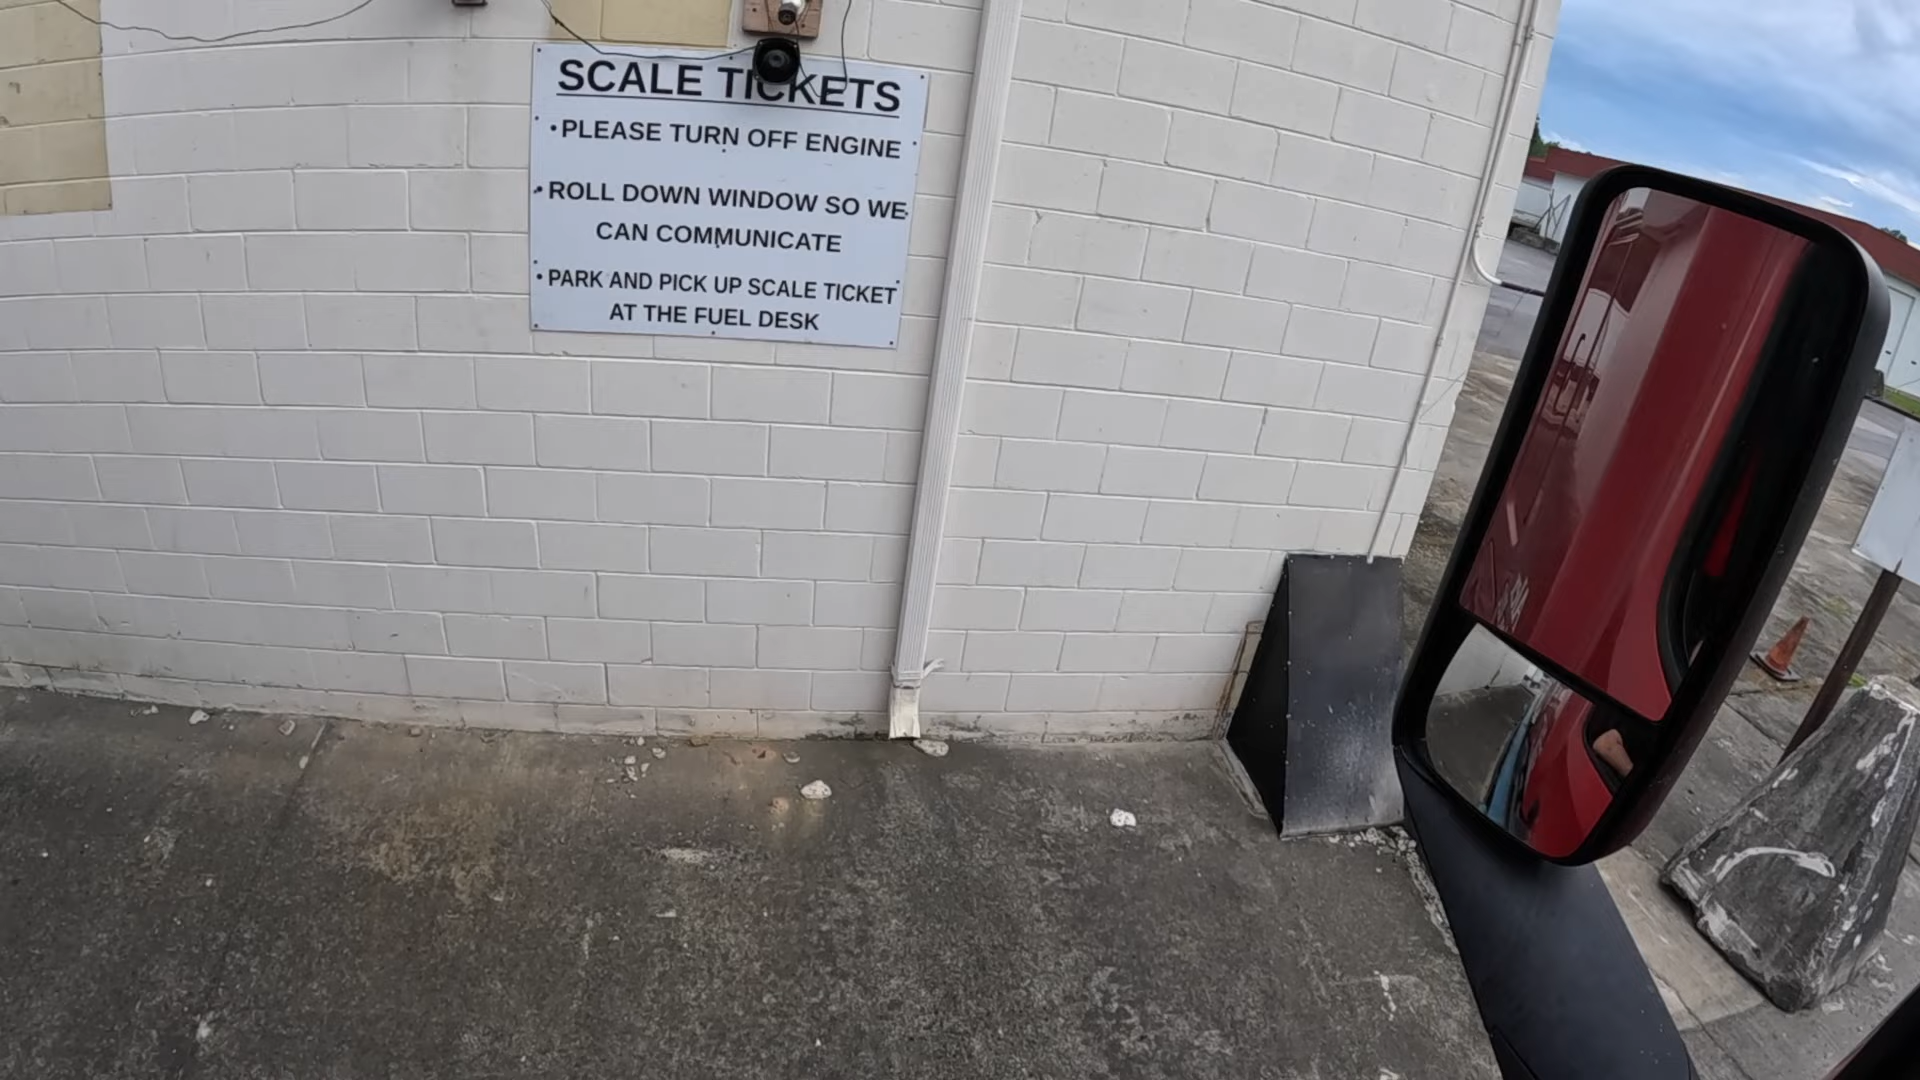 SCALE TICKETS
•PLEASE TURN OFF ENGINE
•ROLL DOWN WINDOW SO WE
CAN COMMUNICATE
•PARK AND PICK UP SCALE TICKET
AT THE FUEL DESK